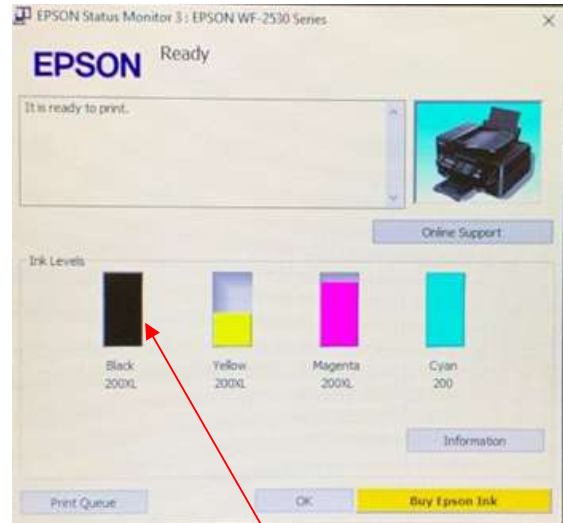 EPSON Status Monitor 3 : EPSON WF-2530 Series
EPSON
Ready
It is ready to print.
Online Support
Ink Levels
Black
200XL
Yellow
200XL
Magenta
200XL
Cyan
200
Information
Print Queue
OK
Buy Epson Ink